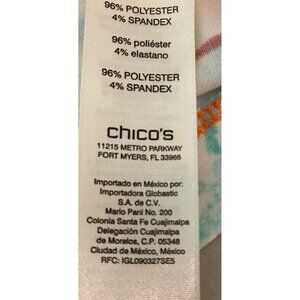 96% POLYESTER
4% SPANDEX
96% poliéster
4% elastano
96% POLYESTER
4% SPANDEX
chico's
11215 METRO PARKWAY
FORT MYERS, FL 33966
Importado en México por:
Importadora Globastic
S.A. de C.V.
Mario Pani No. 200
Colonia Santa Fe Cuajimalpa
Delegación Cuajimalpa
de Morelos, C.P. 05348
Ciudad de México, México
RFC: IGL090327SE5